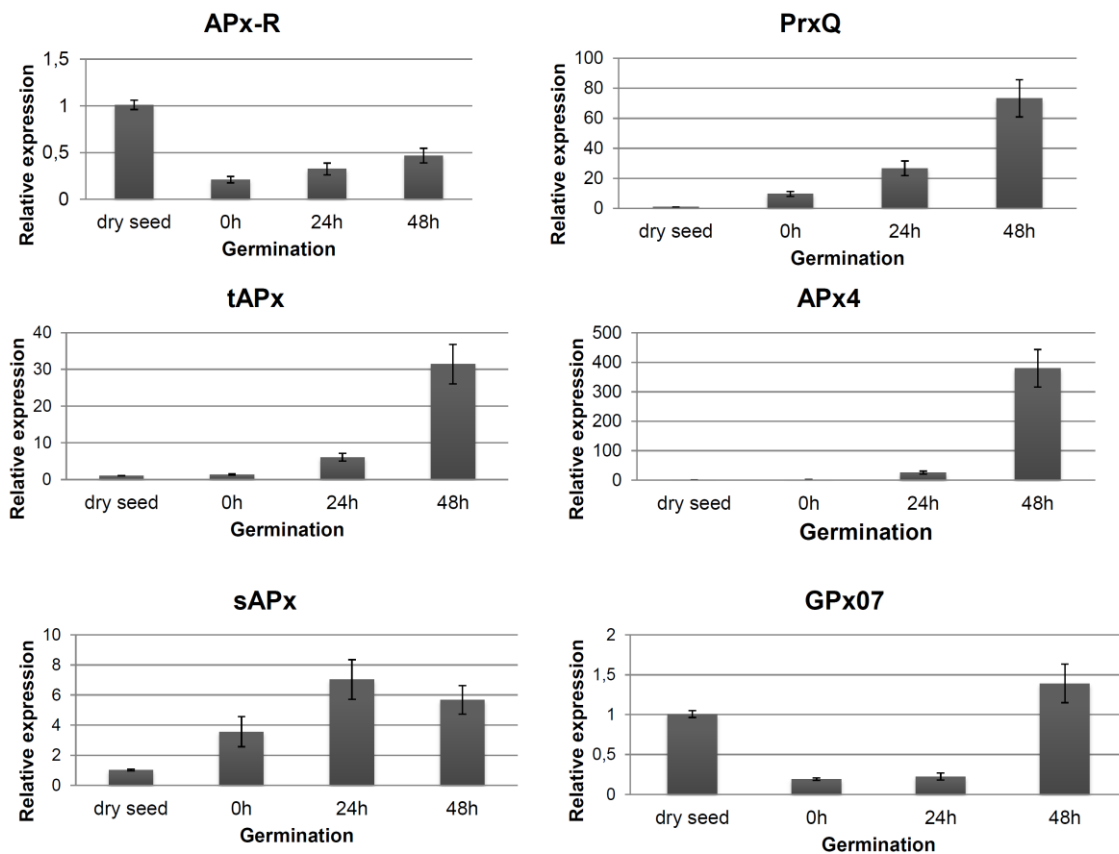 APx-R
Relative expression
1,5
1
0,5
0
dry seed 0h 24h 48h
Germination
PrxQ
Relative expression
100
80
60
40
20
0
dry seed 0h 24h 48h
Germination
tAPx
Relative expression
40
30
20
10
0
dry seed 0h 24h 48h
Germination
APx4
Relative expression
500
400
300
200
100
0
dry seed 0h 24h 48h
Germination
sAPx
Relative expression
10
8
6
4
2
0
dry seed 0h 24h 48h
Germination
GPx07
Relative expression
2
1,5
1
0,5
0
dry seed 0h 24h 48h
Germination